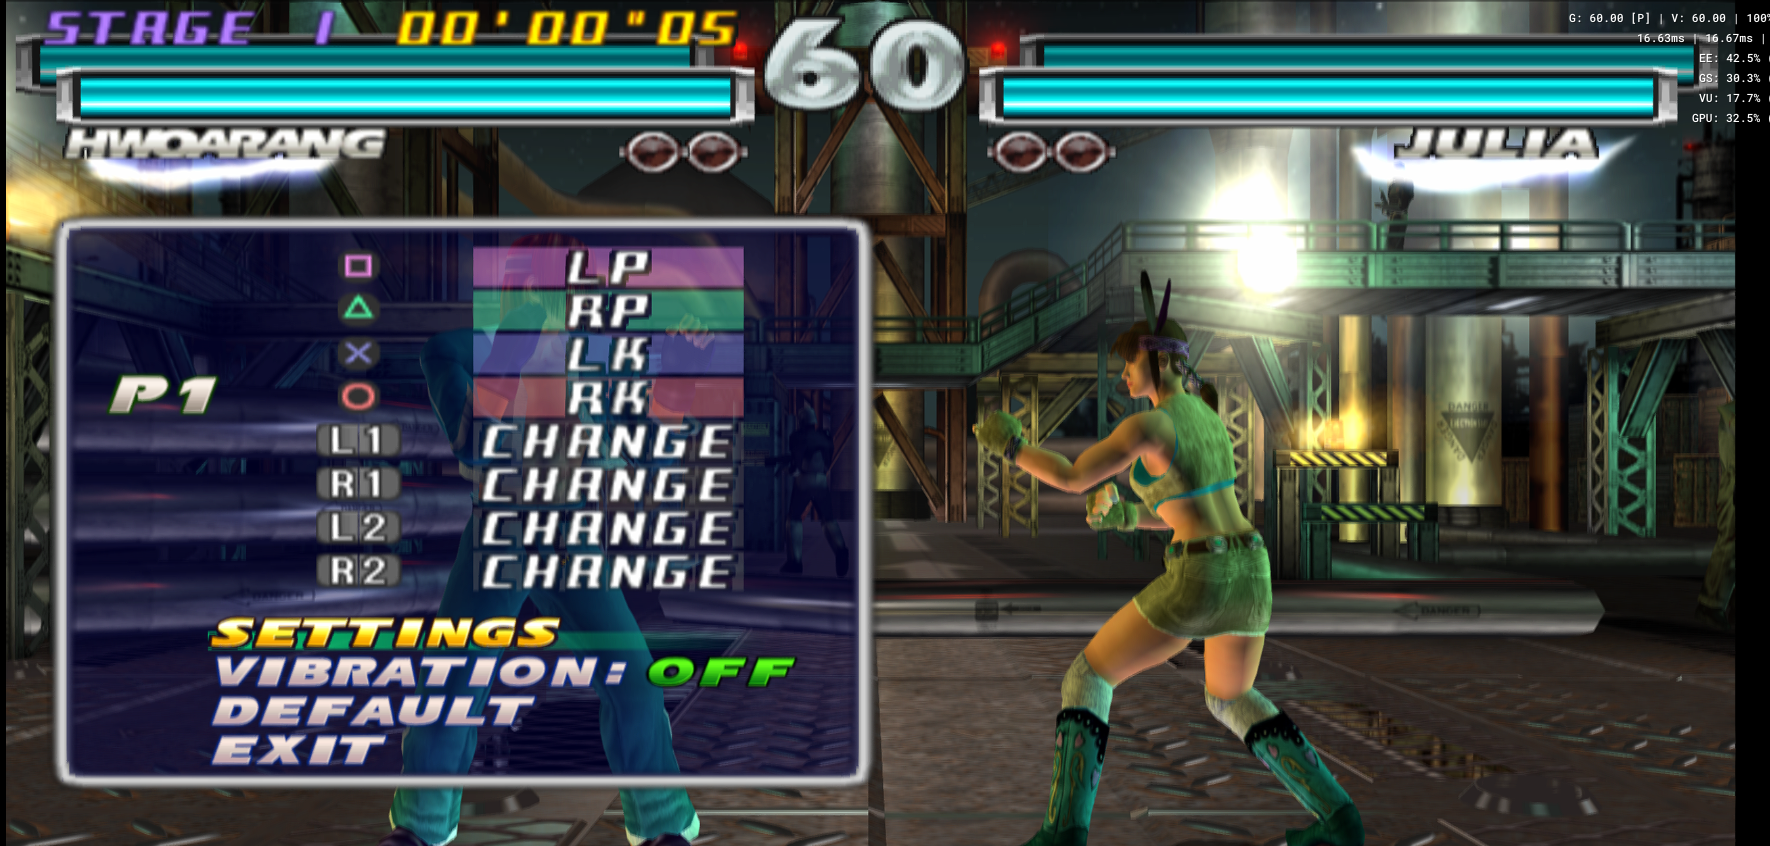 STAGE 1 00'00"05
60
G: 60.00 [P] | V: 60.00 | 100%
16.63ms | 16.67ms |
EE: 42.5%
GS: 30.3%
VU: 17.7%
GPU: 32.5%
HWOARANG
JULIA
LP
RP
LK
P1
RK
L1 CHANGE
R1 CHANGE
L2 CHANGE
R2 CHANGE
SETTINGS
VIBRATION: OFF
DEFAULT
EXIT
DANGER
DANGER